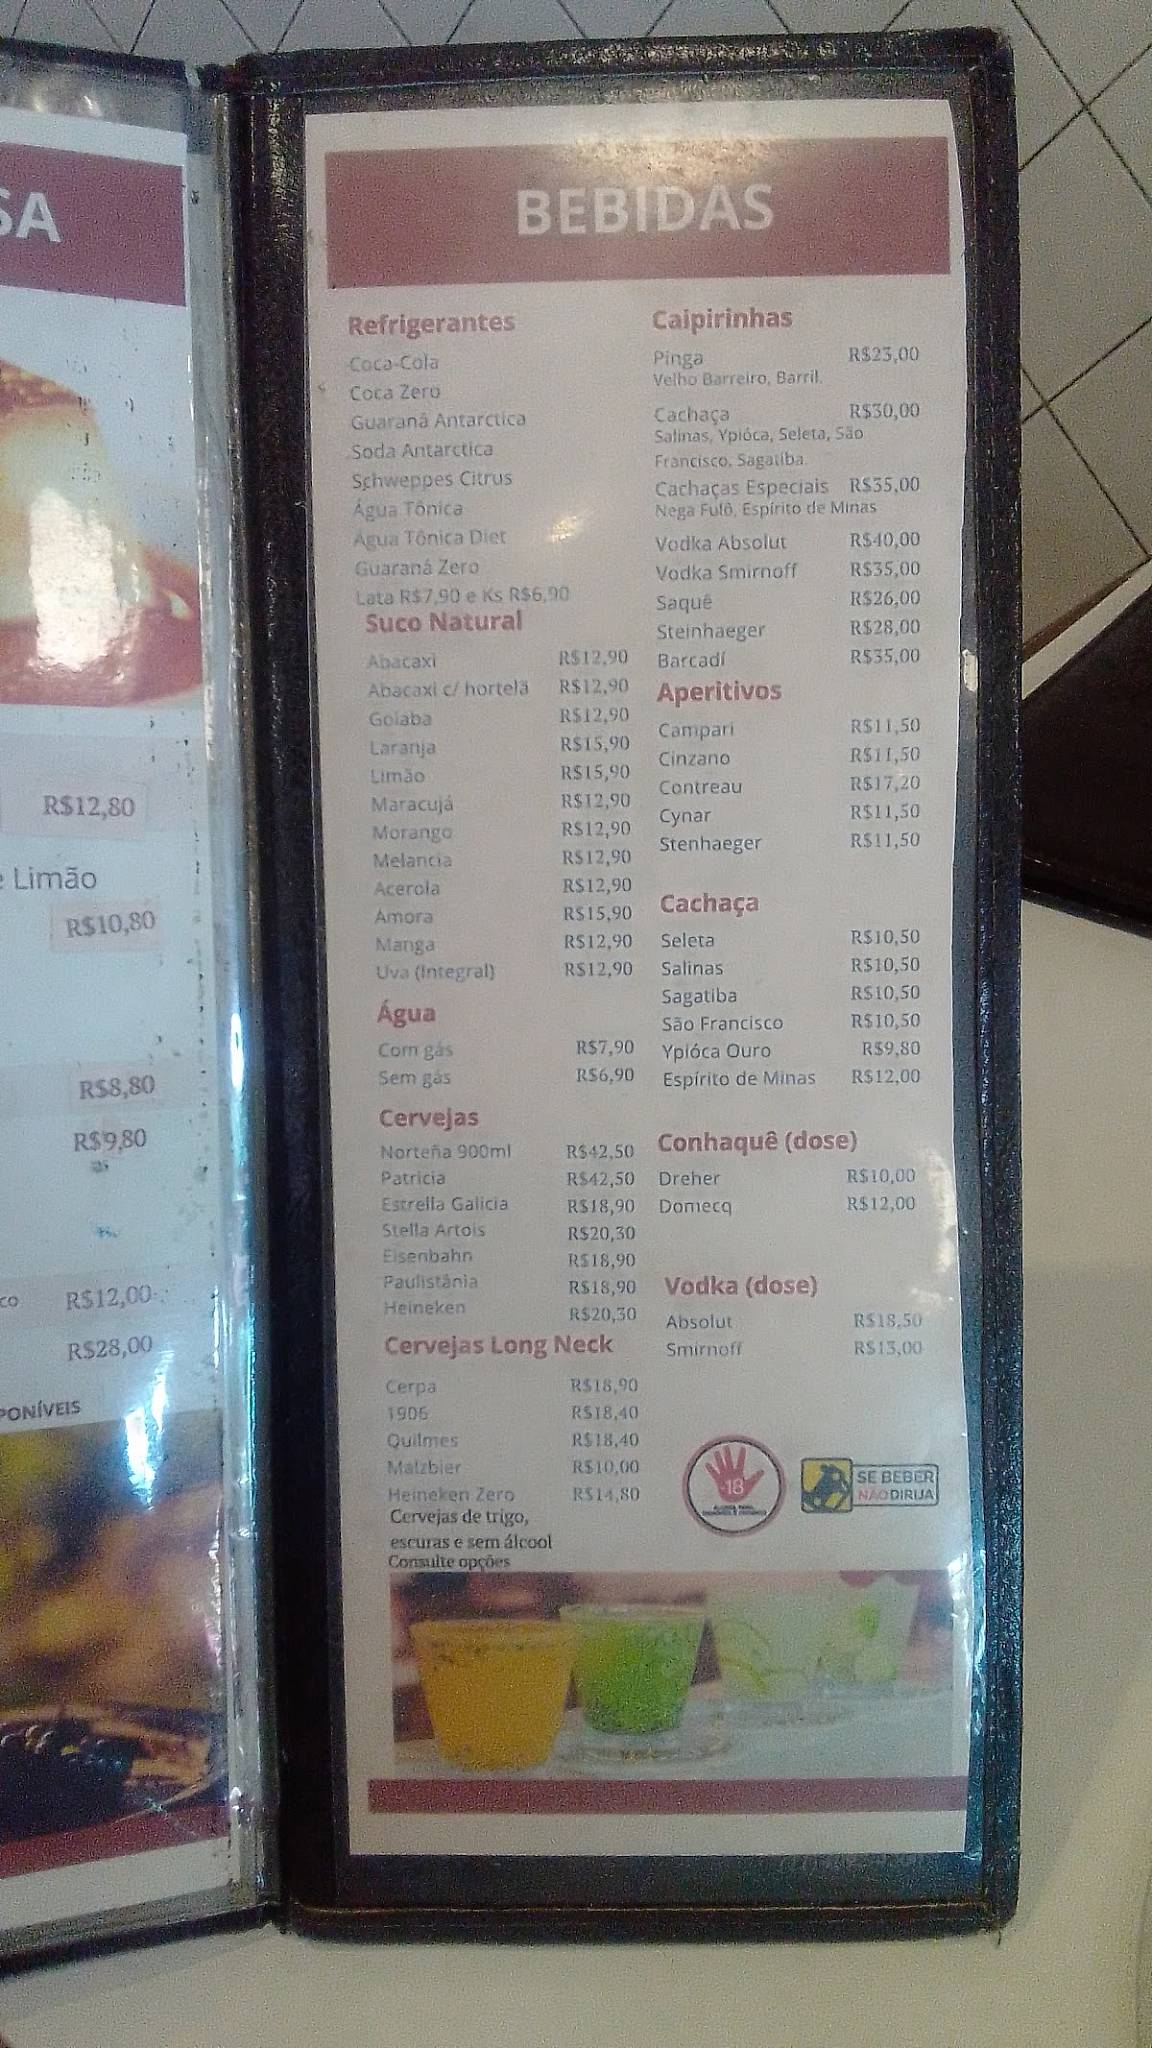 SA
R$12,80
e Limão
R$10,80
R$8,80
R$9,80
co R$12,00
R$28,00
PONÍVEIS
BEBIDAS
Refrigerantes
Coca-Cola
Coca Zero
Guaraná Antarctica
Soda Antarctica
Schweppes Citrus
Água Tônica
Água Tônica Diet
Guaraná Zero
Lata R$7,90 e Ks R$6,90
Suco Natural
Abacaxi R$12,90
Abacaxi c/ hortelã R$12,90
Goiaba R$12,90
Laranja R$15,90
Limão R$15,90
Maracujá R$12,90
Morango R$12,90
Melancia R$12,90
Acerola R$12,90
Amora R$15,90
Manga R$12,90
Uva (Integral) R$12,90
Água
Com gás R$7,90
Sem gás R$6,90
Cervejas
Norteña 900ml R$42,50
Patricia R$42,50
Estrella Galicia R$18,90
Stella Artois R$20,30
Eisenbahn R$18,90
Paulistânia R$18,90
Heineken R$20,30
Cervejas Long Neck
Cerpa R$18,90
1906 R$18,40
Quilmes R$18,40
Malzbier R$10,00
Heineken Zero R$14,80
Cervejas de trigo,
escuras e sem álcool
Consulte opções
Caipirinhas
Pinga R$23,00
Velho Barreiro, Barril.
Cachaça R$30,00
Salinas, Ypióca, Seleta, São
Francisco, Sagatiba.
Cachaças Especiais R$35,00
Nega Fulô, Espírito de Minas
Vodka Absolut R$40,00
Vodka Smirnoff R$35,00
Saquê R$26,00
Steinhaeger R$28,00
Barcadí R$35,00
Aperitivos
Campari R$11,50
Cinzano R$11,50
Contreau R$17,20
Cynar R$11,50
Stenhaeger R$11,50
Cachaça
Seleta R$10,50
Salinas R$10,50
Sagatiba R$10,50
São Francisco R$10,50
Ypióca Ouro R$9,80
Espírito de Minas R$12,00
Conhaquê (dose)
Dreher R$10,00
Domecq R$12,00
Vodka (dose)
Absolut R$18,50
Smirnoff R$13,00
-18
SE BEBER
NÃO DIRIJA